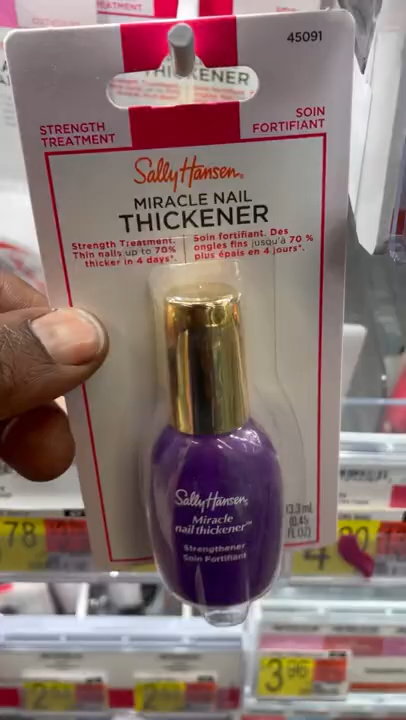 TREATMENT
45091
THICKENER
STRENGTH
TREATMENT
SOIN
FORTIFIANT
Sally Hansen
MIRACLE NAIL
THICKENER
Strength Treatment.
Thin nails up to 70%
thicker in 4 days*.
Soin fortifiant. Des
ongles fins jusqu'à 70 %
plus épais en 4 jours*.
Sally Hansen
Miracle
nail thickener™
Strengthener
Soin Fortifiant
13.3 mL
(0.45
FL OZ)
78
3 96